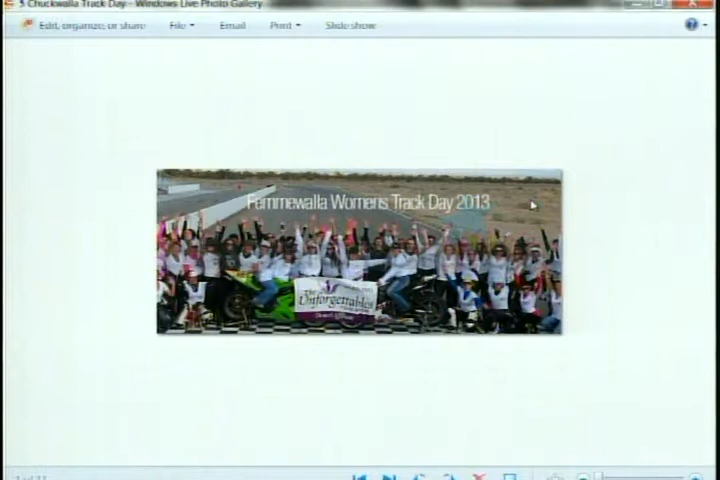 Chuckwalla Track Day - Windows Live Photo Gallery
Edit, organize, or share File Email Print Slide show
Femmewalla Womens Track Day 2013
The
Unforgettables